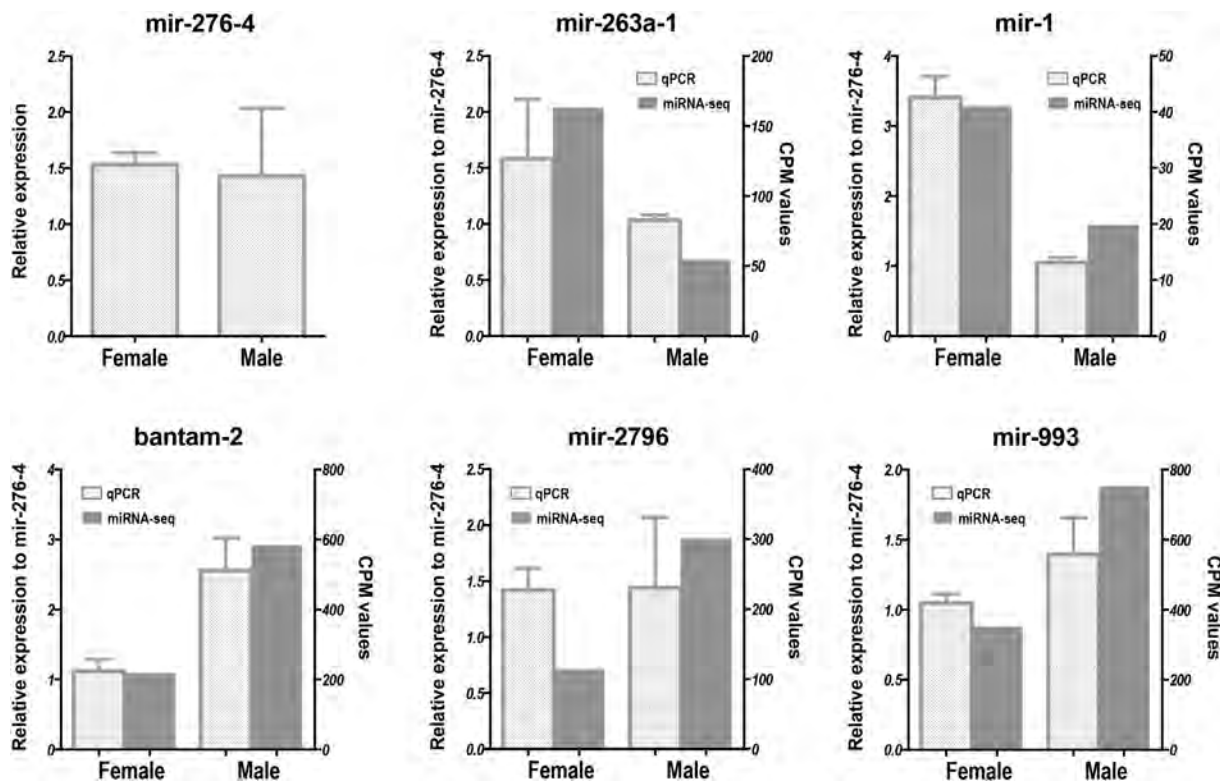 mir-276-4
Relative expression
2.5
2.0
1.5
1.0
0.5
0.0
Female Male
mir-263a-1
Relative expression to mir-276-4
2.5
2.0
1.5
1.0
0.5
0.0
qPCR
miRNA-seq
200
150
100
50
0
CPM values
Female Male
mir-1
Relative expression to mir-276-4
4
3
2
1
0
qPCR
miRNA-seq
50
40
30
20
10
0
CPM values
Female Male
bantam-2
Relative expression to mir-276-4
4
3
2
1
0
qPCR
miRNA-seq
800
600
400
200
0
CPM values
Female Male
mir-2796
Relative expression to mir-276-4
2.5
2.0
1.5
1.0
0.5
0.0
qPCR
miRNA-seq
400
300
200
100
0
CPM values
Female Male
mir-993
Relative expression to mir-276-4
2.0
1.5
1.0
0.5
0.0
qPCR
miRNA-seq
800
600
400
200
0
CPM values
Female Male